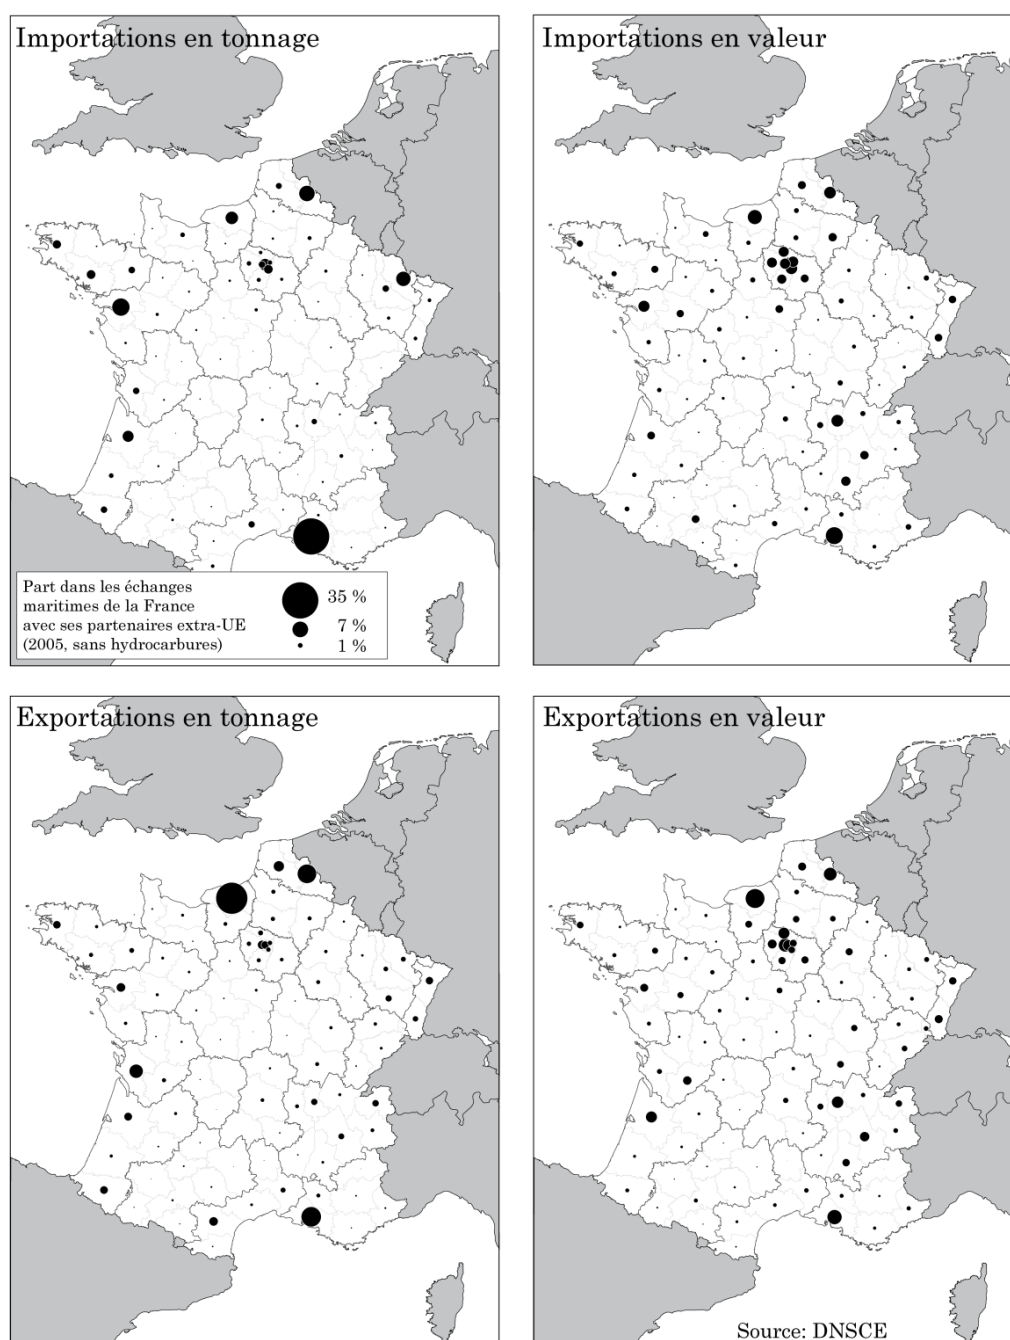 Importations en tonnage
Importations en valeur
Part dans les échanges
maritimes de la France
avec ses partenaires extra-UE
(2005, sans hydrocarbures)
35 %
7 %
1 %
Exportations en tonnage
Exportations en valeur
Source: DNSCE